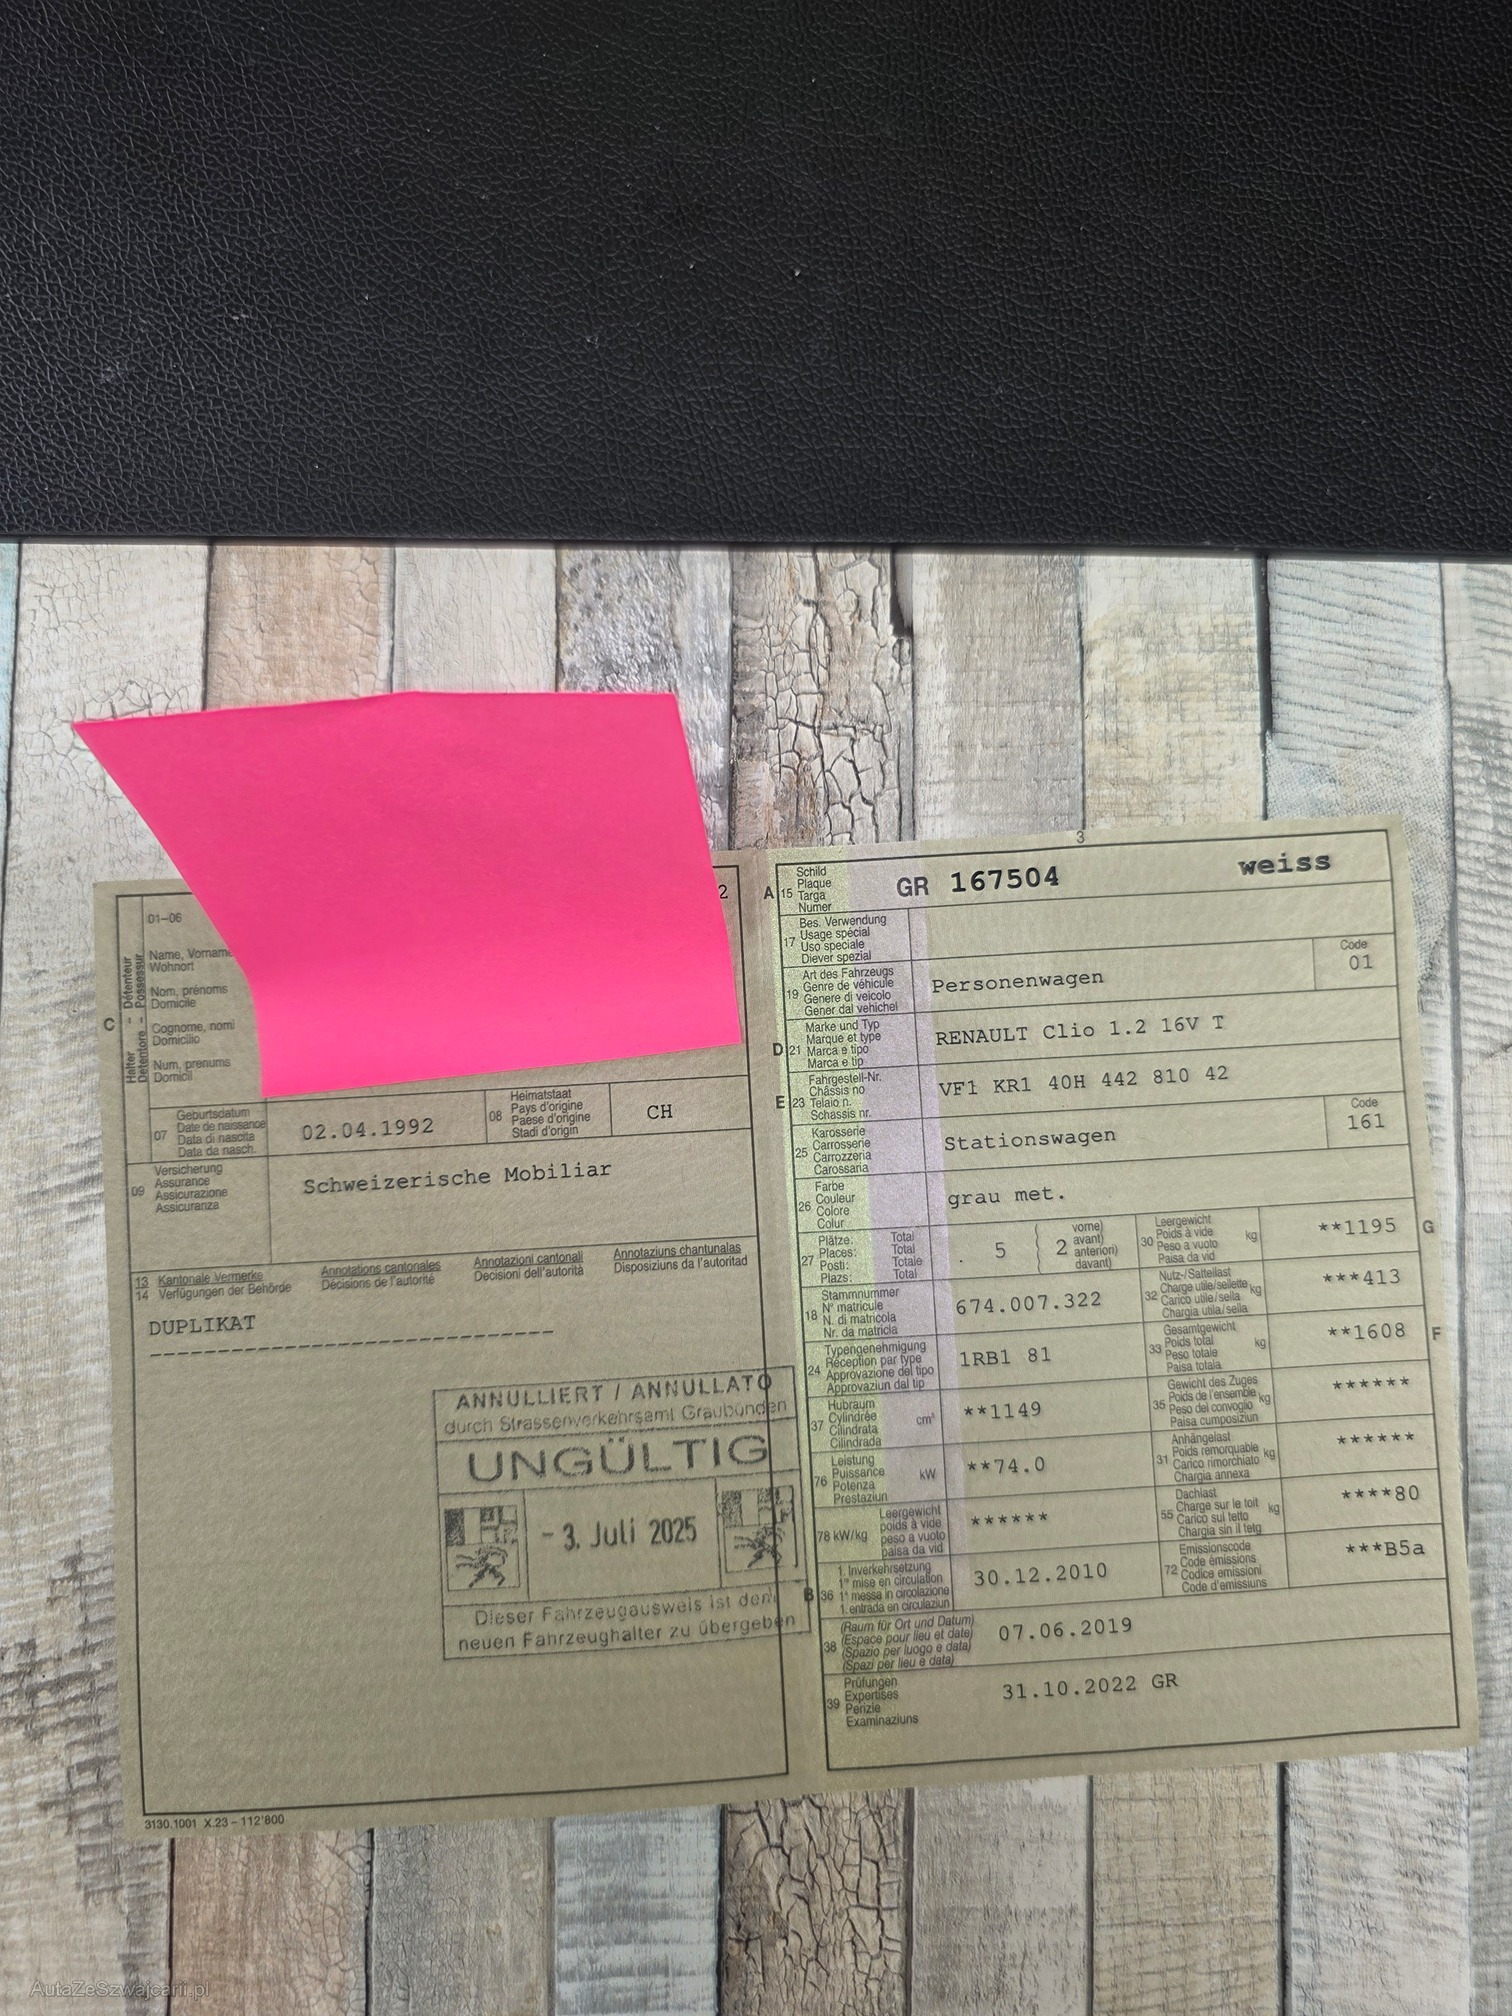 2
01–06
Halter - Détenteur
Detentore - Possessur
C
Name, Vorname
Wohnort
Nom, prénoms
Domicile
Cognome, nomi
Domicilio
Num, prenums
Domicil
07
Geburtsdatum
Date de naissance
Data di nascita
Data da nasch.
02.04.1992
08
Heimatstaat
Pays d'origine
Paese d'origine
Stadi d'origin
CH
09
Versicherung
Assurance
Assicurazione
Assicuranza
Schweizerische Mobiliar
13 Kantonale Vermerke
14 Verfügungen der Behörde
Annotations cantonales
Décisions de l'autorité
Annotazioni cantonali
Decisioni dell'autorità
Annotaziuns chantunalas
Disposiziuns da l'autoritad
DUPLIKAT
----------------------------------
ANNULLIERT / ANNULLATO
durch Strassenverkehrsamt Graubünden
UNGÜLTIG
- 3. Juli 2025
Dieser Fahrzeugausweis ist dem
neuen Fahrzeughalter zu übergeben
3130.1001 X.23 – 112'800
3
A 15
Schild
Plaque
Targa
Numer
GR 167504 weiss
17
Bes. Verwendung
Usage spécial
Uso speciale
Diever spezial
19
Art des Fahrzeugs
Genre de véhicule
Genere di veicolo
Gener dal vehichel
Personenwagen
Code
01
D 21
Marke und Typ
Marque et type
Marca e tipo
Marca e tip
RENAULT Clio 1.2 16V T
E 23
Fahrgestell-Nr.
Châssis no
Telaio n.
Schassis nr.
VF1 KR1 40H 442 810 42
25
Karosserie
Carrosserie
Carrozzeria
Carossaria
Stationswagen
Code
161
26
Farbe
Couleur
Colore
Colur
grau met.
27
Plätze: Total
Places: Total
Posti: Totale
Plazs: Total
5
2
vorne)
avant)
anteriori)
davant)
30
Leergewicht
Poids à vide
Peso a vuoto
Paisa da vid
kg
**1195
G
18
Stammnummer
N° matricule
N. di matricola
Nr. da matricla
674.007.322
32
Nutz-/Sattellast
Charge utile/sellette
Carico utile/sella
Chargia utila/sella
kg
***413
24
Typengenehmigung
Réception par type
Approvazione del tipo
Approvaziun dal tip
1RB1 81
33
Gesamtgewicht
Poids total
Peso totale
Paisa totala
kg
**1608
F
37
Hubraum
Cylindrée
Cilindrata
Cilindrada
cm³
**1149
35
Gewicht des Zuges
Poids de l'ensemble
Peso del convoglio
Paisa cumposiziun
kg
******
76
Leistung
Puissance
Potenza
Prestaziun
kW
**74.0
31
Anhängelast
Poids remorquable
Carico rimorchiato
Chargia annexa
kg
******
78 kW/kg
Leergewicht
poids à vide
peso a vuoto
paisa da vid
******
55
Dachlast
Charge sur le toit
Carico sul tetto
Chargia sin il tetg
kg
****80
B 36
1. Inverkehrsetzung
1re mise en circulation
1a messa in circolazione
1. entrada en circulaziun
30.12.2010
72
Emissionscode
Code émissions
Codice emissioni
Code d'emissiuns
***B5a
38
(Raum für Ort und Datum)
(Espace pour lieu et date)
(Spazio per luogo e data)
(Spazi per lieu e data)
07.06.2019
39
Prüfungen
Expertises
Perizie
Examinaziuns
31.10.2022 GR
AutaZeSzwajcarii.pl